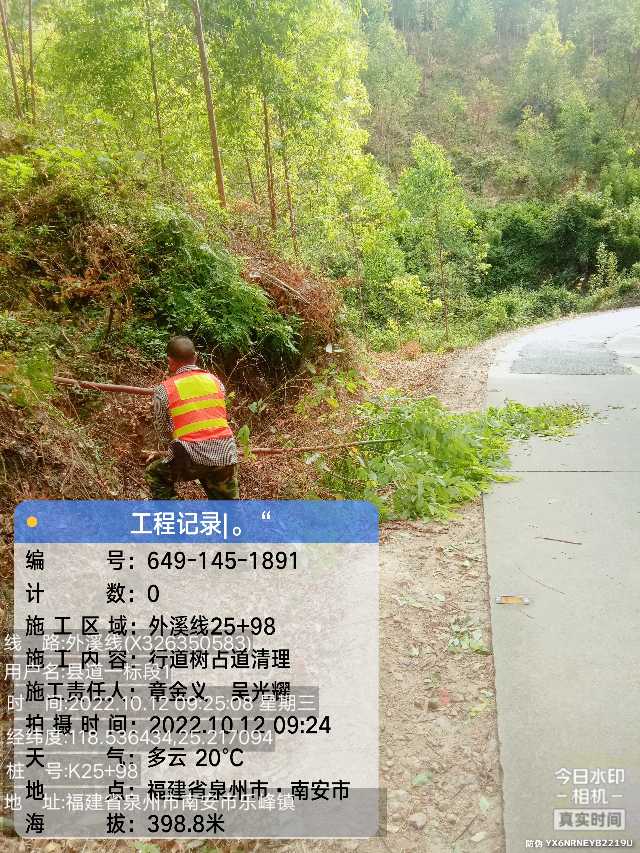 工程记录|。“
编 号：649-145-1891
计 数：0
施工区域：外溪线25+98
线 路:外溪线(X326350583)
施工内容：行道树占道清理
用户名:县道一标段1
施工责任人：章金义 吴光耀
时 间:2022.10.12 09:25:08 星期三
拍摄时间：2022.10.12 09:24
经纬度:118.536434,25.217094
天 气：多云 20°C
桩 号:K25+98
地 点：福建省泉州市·南安市
地 址:福建省泉州市南安市乐峰镇
海 拔：398.8米
今日水印
-相机-
真实时间
防伪 YX6NRNEYB2219U